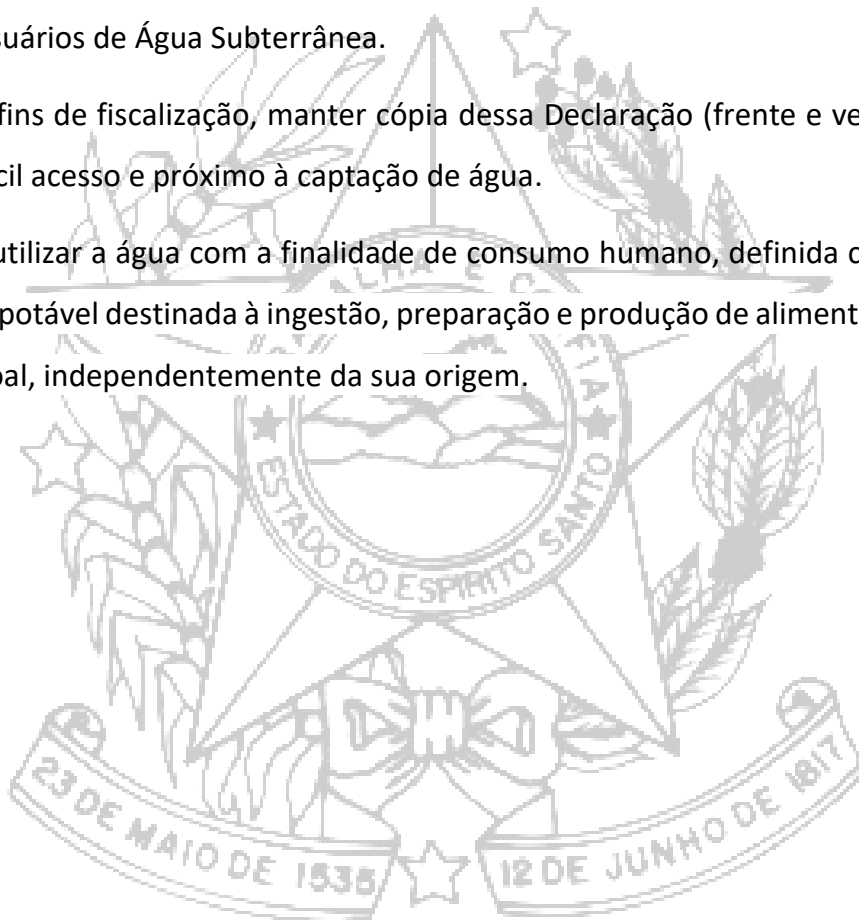 suários de Água Subterrânea.
fins de fiscalização, manter cópia dessa Declaração (frente e ve
cil acesso e próximo à captação de água.
utilizar a água com a finalidade de consumo humano, definida c
potável destinada à ingestão, preparação e produção de aliment
oal, independentemente da sua origem.
ESTADO DO ESPIRITO SANTO
23 DE MAIO DE 1535
12 DE JUNHO DE 1817